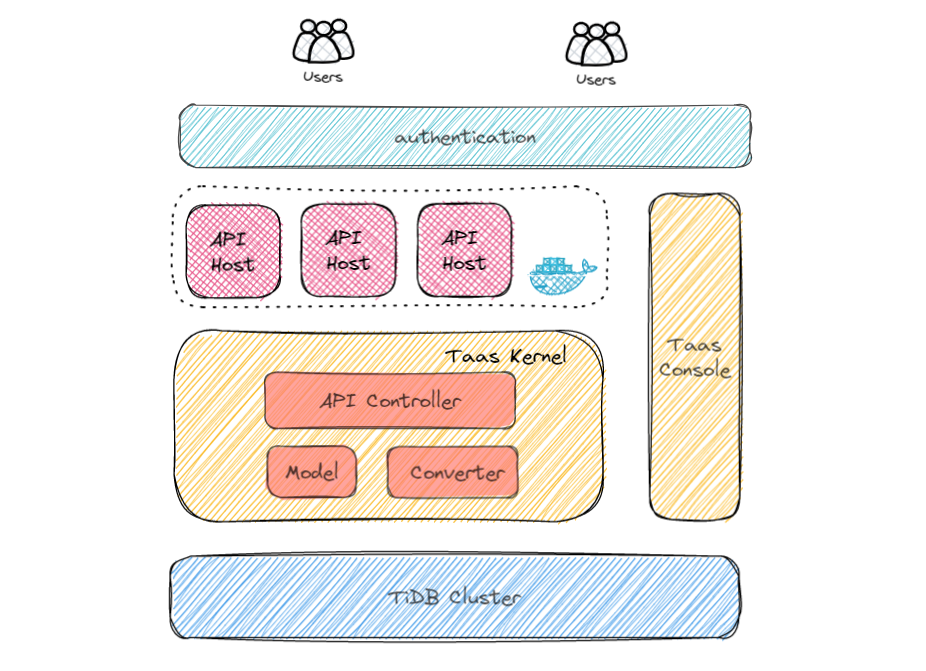 Users
Users
authentication
API
Host
API
Host
API
Host
Taas
Console
Taas Kernel
API Controller
Model
Converter
TiDB Cluster